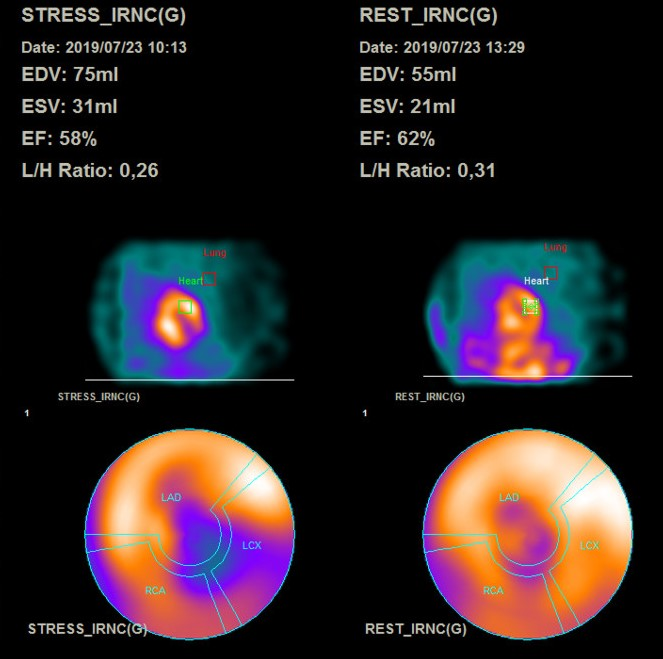 STRESS_IRNC(G)
Date: 2019/07/23 10:13
EDV: 75ml
ESV: 31ml
EF: 58%
L/H Ratio: 0,26
Lung
Heart
STRESS_IRNC(G)
1
LAD
LCX
RCA
STRESS_IRNC(G)
REST_IRNC(G)
Date: 2019/07/23 13:29
EDV: 55ml
ESV: 21ml
EF: 62%
L/H Ratio: 0,31
Lung
Heart
REST_IRNC(G)
1
LAD
LCX
RCA
REST_IRNC(G)